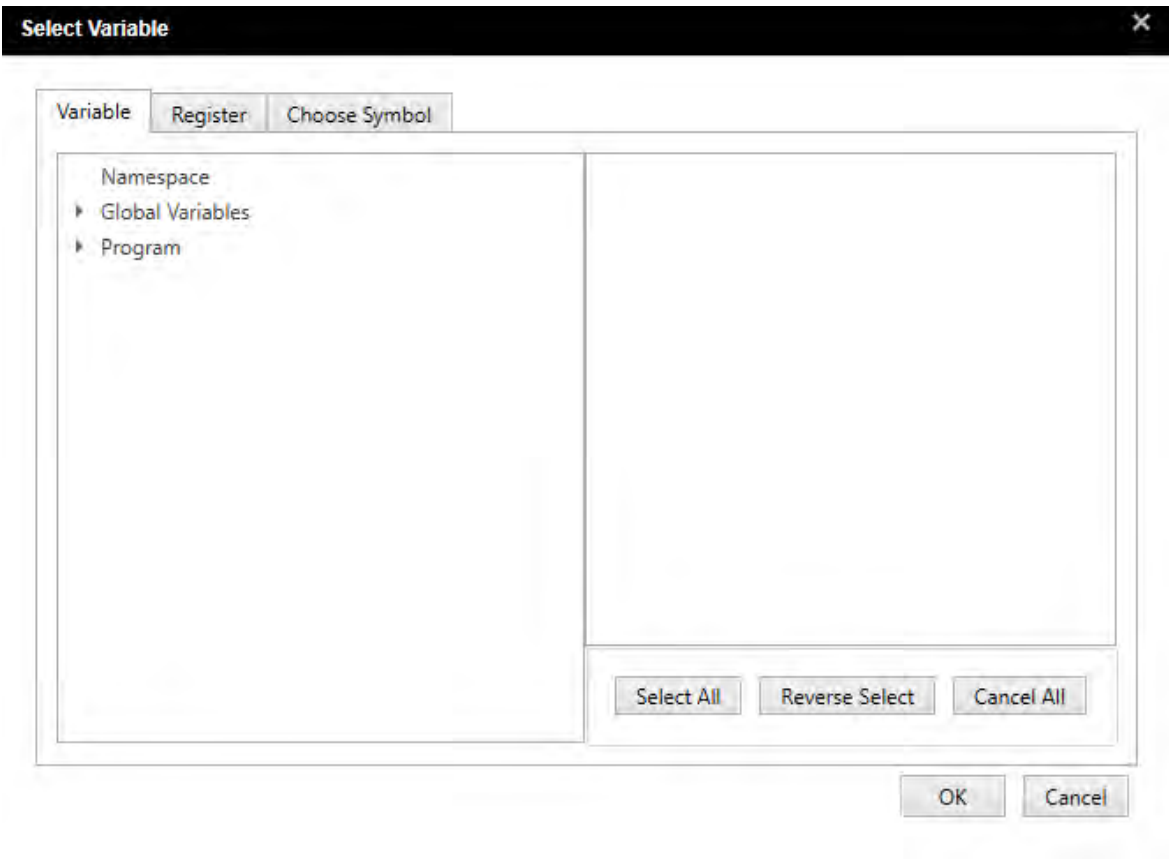 Select Variable
Variable Register Choose Symbol
Namespace
Global Variables
Program
Select All Reverse Select Cancel All
OK Cancel